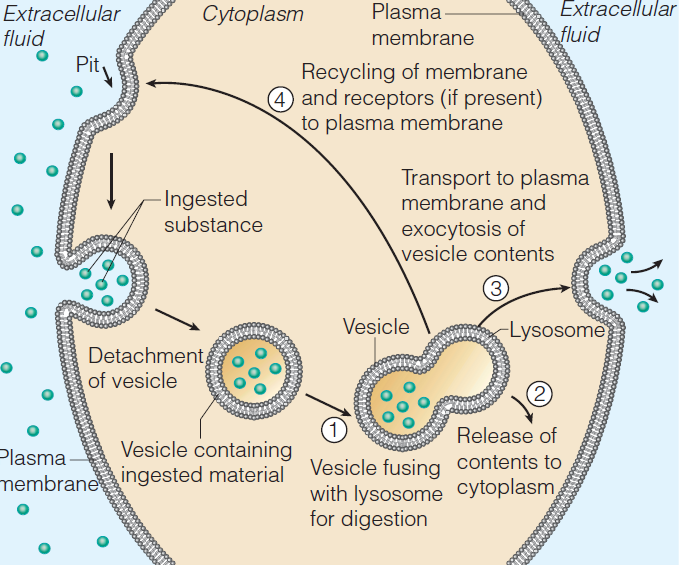 Extracellular
fluid
Cytoplasm
Plasma
membrane
Extracellular
fluid
Pit
4
Recycling of membrane
and receptors (if present)
to plasma membrane
Transport to plasma
membrane and
exocytosis of
vesicle contents
Ingested
substance
3
Vesicle
Lysosome
Detachment
of vesicle
2
1
Release of
contents to
cytoplasm
Vesicle containing
ingested material
Vesicle fusing
with lysosome
for digestion
Plasma
membrane